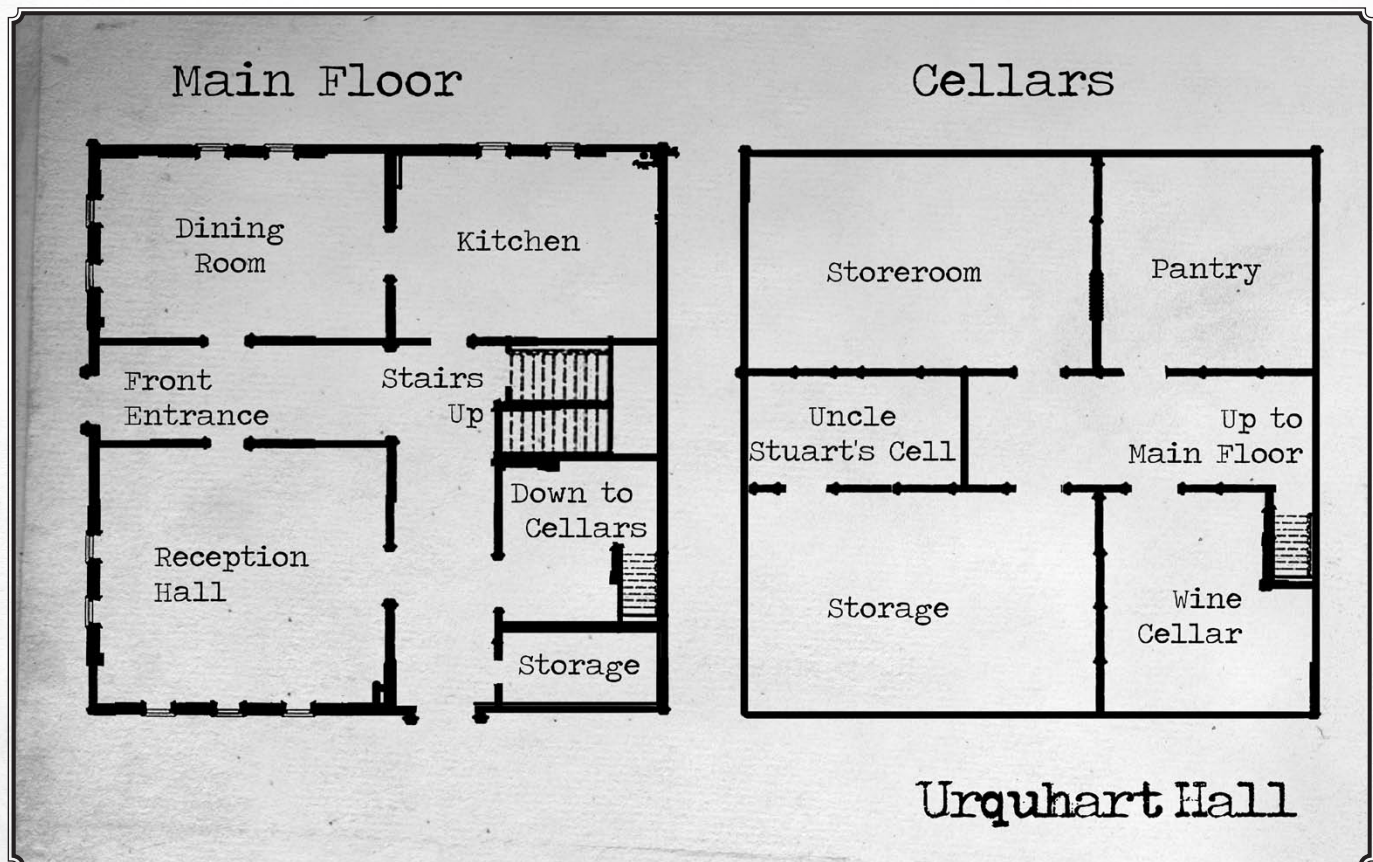 Main Floor
Dining
Room
Kitchen
Front
Entrance
Stairs
Up
Down to
Cellars
Reception
Hall
Storage
Cellars
Storeroom
Pantry
Uncle
Stuart's Cell
Up to
Main Floor
Storage
Wine
Cellar
Urquhart Hall